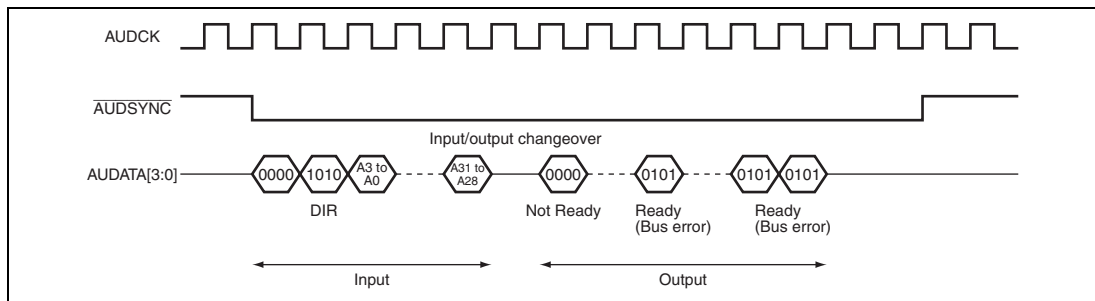 AUDCK
AUDSYNC
Input/output changeover
AUDATA[3:0]
0000
1010
A3 to
A0
A31 to
A28
0000
0101
0101
0101
DIR
Not Ready
Ready
(Bus error)
Ready
(Bus error)
Input
Output